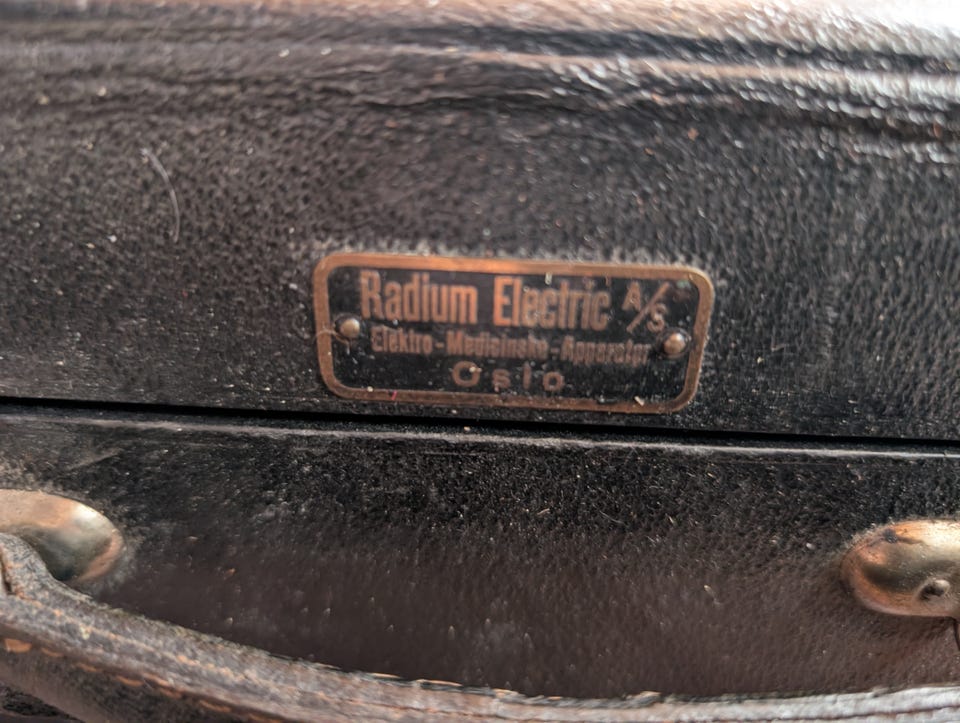 Radium Electric A/S
Elektro-Medisinske-Apparater
Oslo